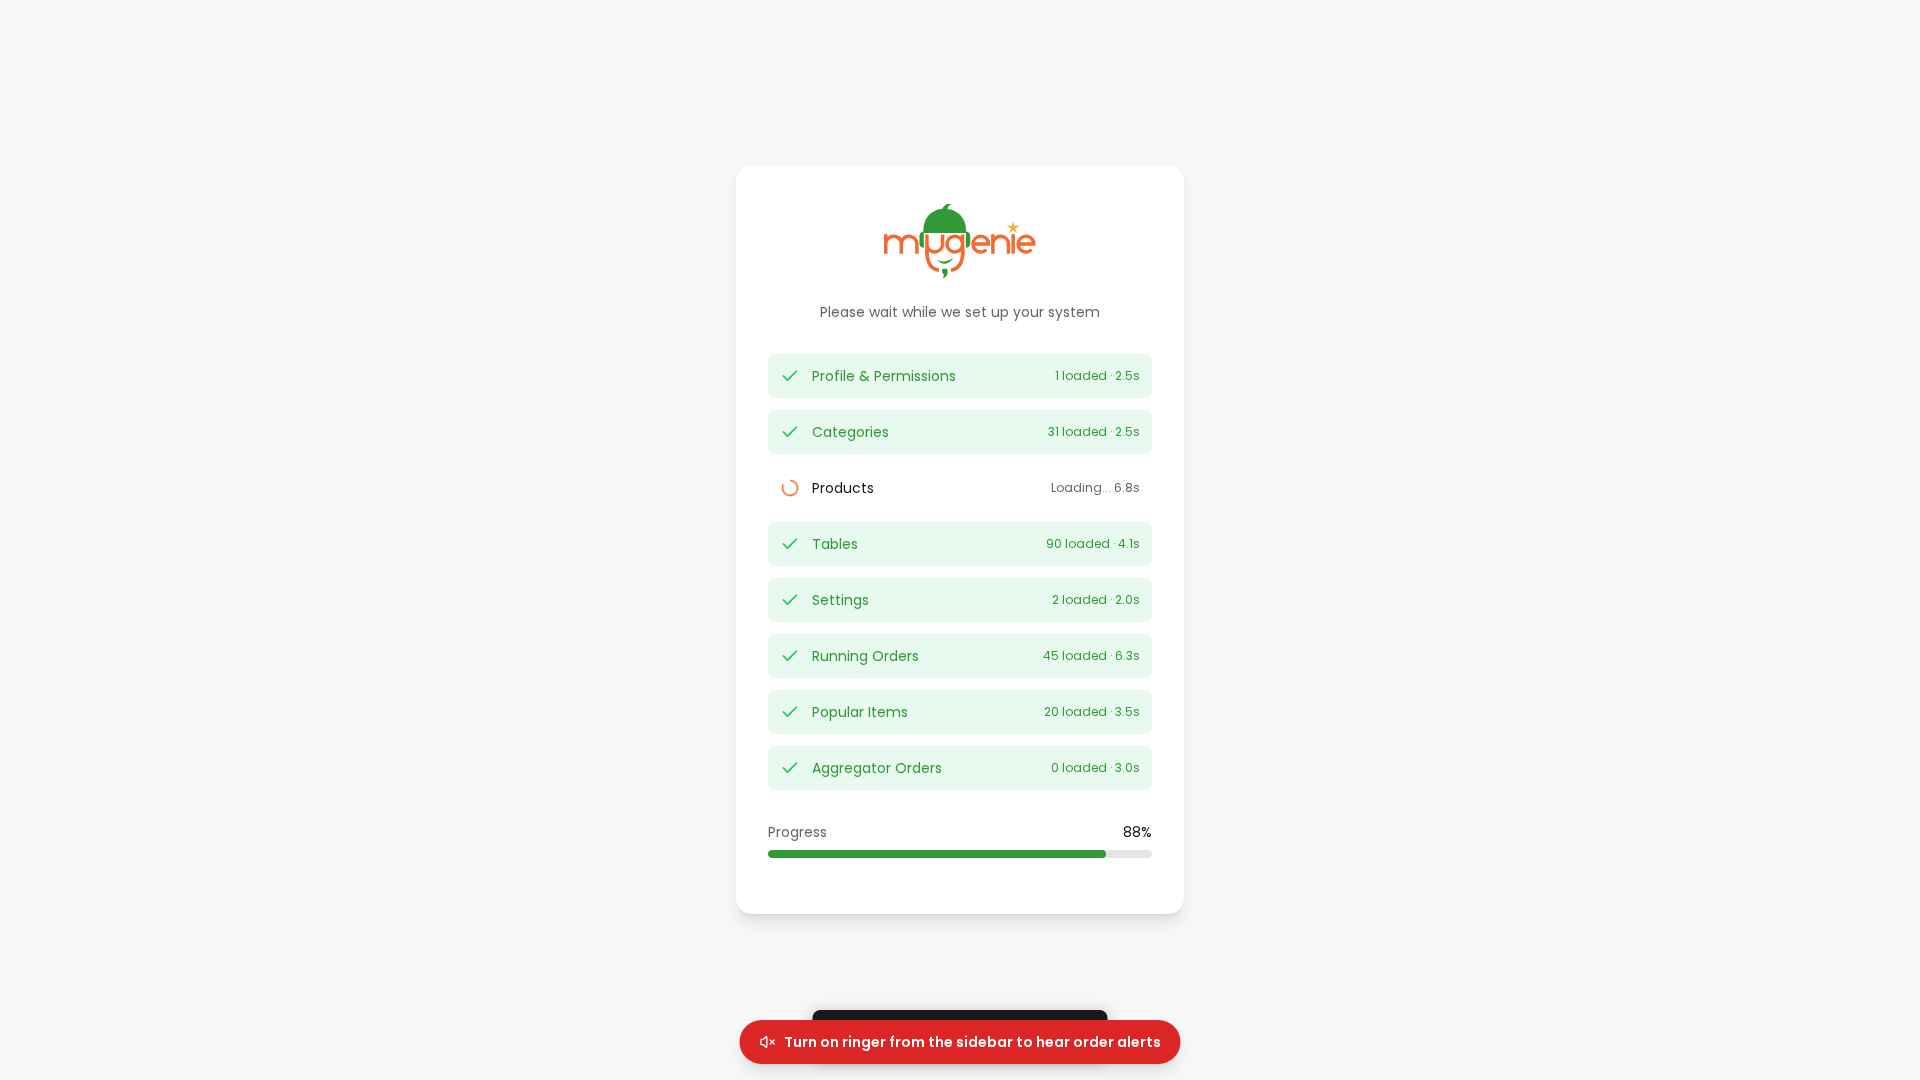 mygenie
Please wait while we set up your system
Profile & Permissions 1 loaded · 2.5s
Categories 31 loaded · 2.5s
Products Loading... 6.8s
Tables 90 loaded · 4.1s
Settings 2 loaded · 2.0s
Running Orders 45 loaded · 6.3s
Popular Items 20 loaded · 3.5s
Aggregator Orders 0 loaded · 3.0s
Progress 88%
Turn on ringer from the sidebar to hear order alerts